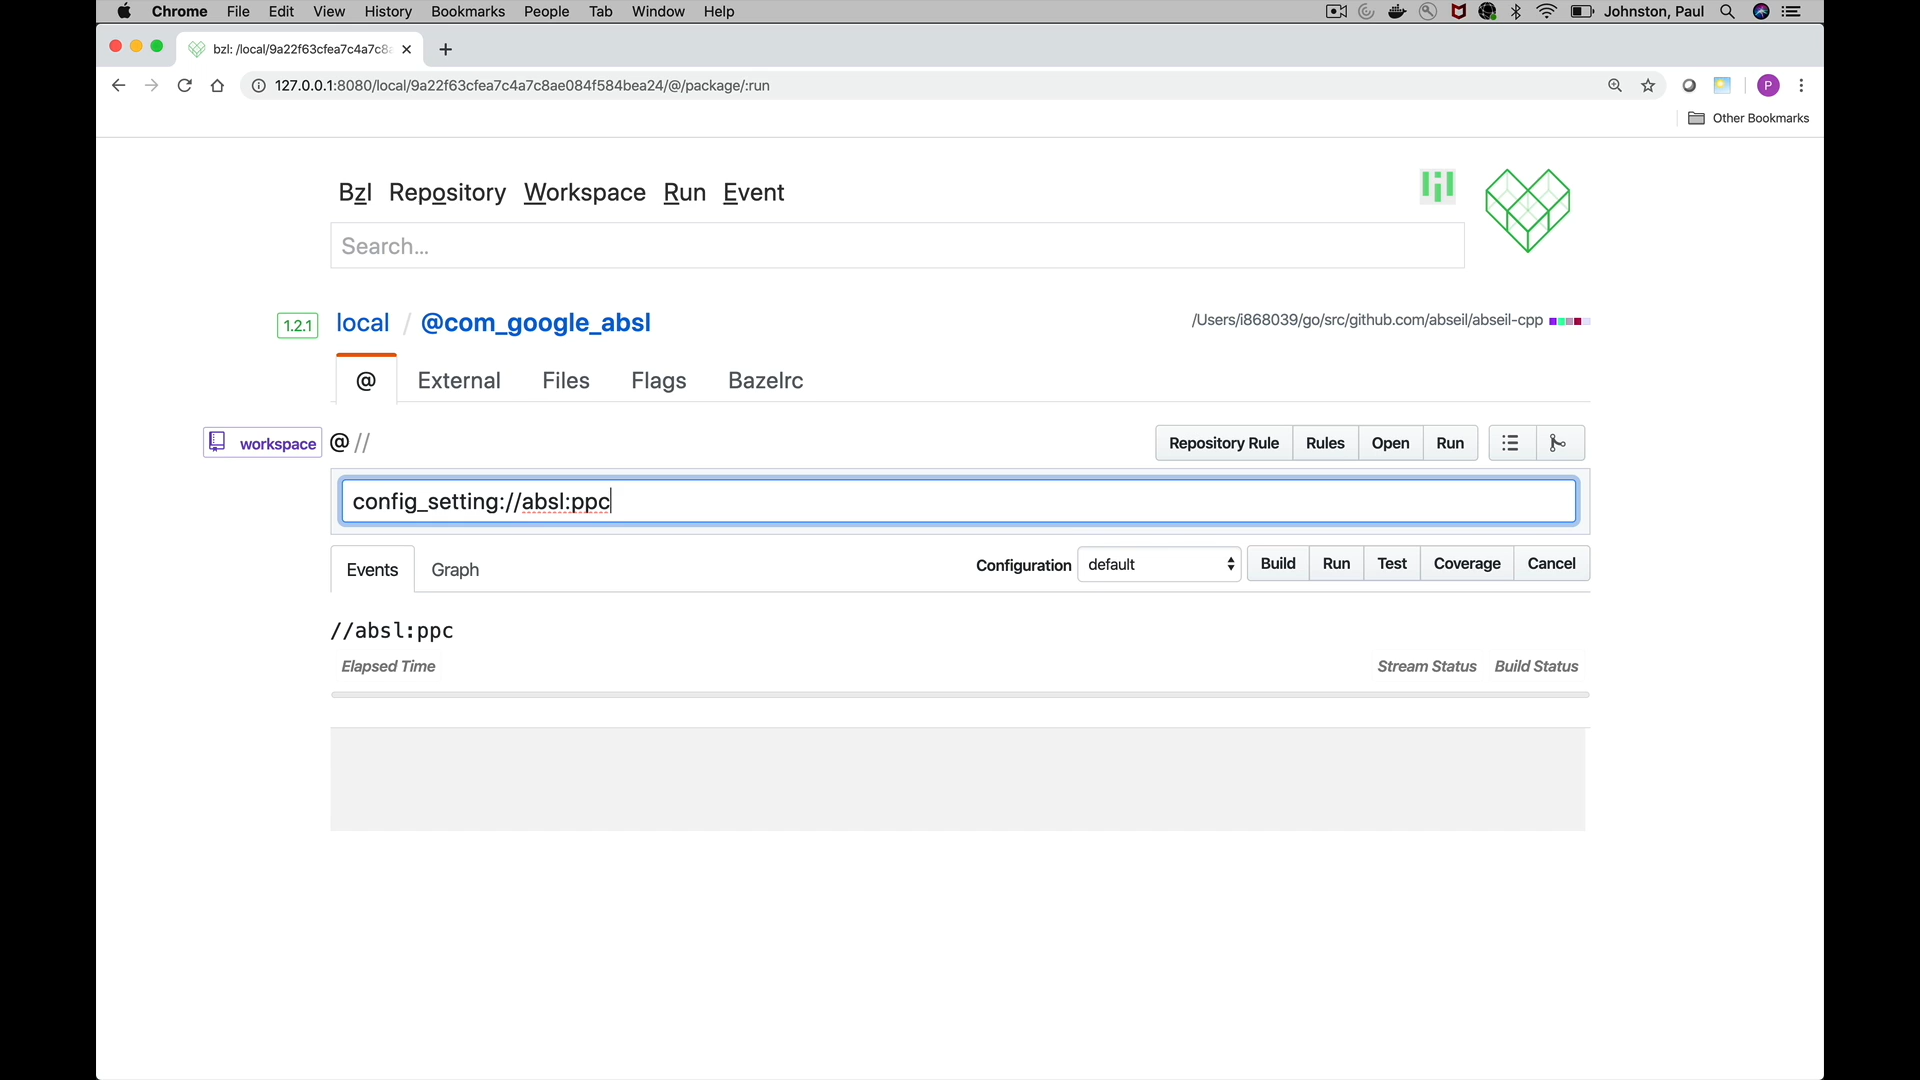 Chrome File Edit View History Bookmarks People Tab Window Help Johnston, Paul
bzl: /local/9a22f63cfea7c4a7c8a
127.0.0.1:8080/local/9a22f63cfea7c4a7c8ae084f584bea24/@/package/:run P
Other Bookmarks
Bzl Repository Workspace Run Event
Search...
1.2.1 local / @com_google_absl /Users/i868039/go/src/github.com/abseil/abseil-cpp
@ External Files Flags Bazelrc
workspace @ // Repository Rule Rules Open Run
config_setting://absl:ppc
Events Graph Configuration default Build Run Test Coverage Cancel
//absl:ppc
Elapsed Time Stream Status Build Status